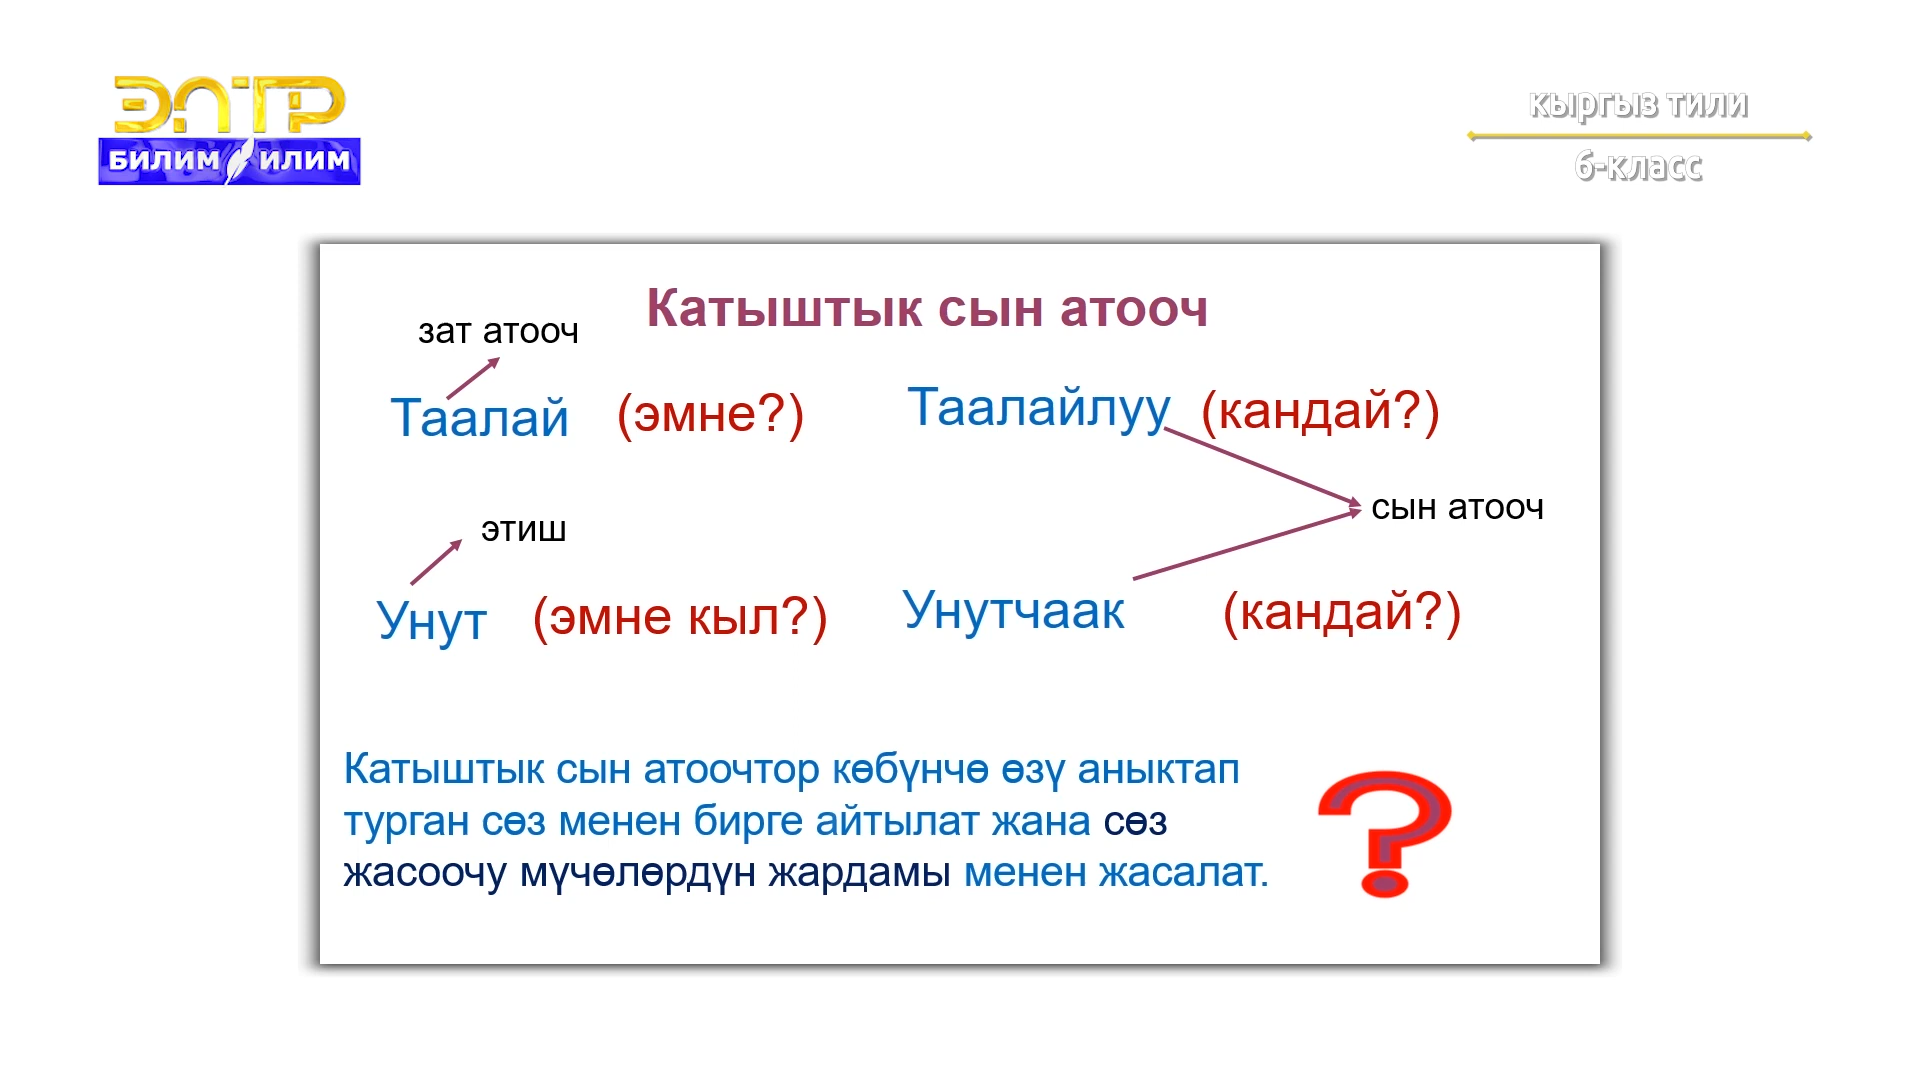 ЭЛТР
БИЛИМ ИЛИМ
кыргыз тили
6-класс
Катыштык сын атооч
зат атооч
Таалай (эмне?) Таалайлуу (кандай?)
сын атооч
этиш
Унут (эмне кыл?) Унутчаак (кандай?)
Катыштык сын атоочтор көбүнчө өзү аныктап
турган сөз менен бирге айтылат жана сөз
жасоочу мүчөлөрдүн жардамы менен жасалат.
?